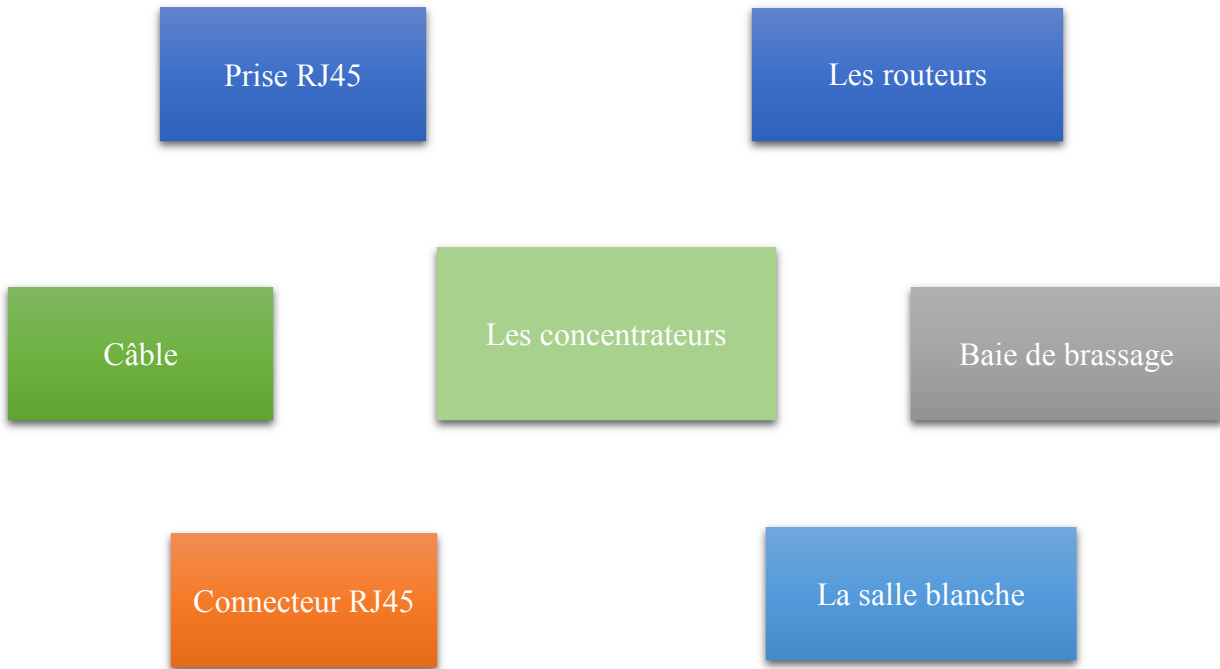 Prise RJ45
Les routeurs
Câble
Les concentrateurs
Baie de brassage
Connecteur RJ45
La salle blanche